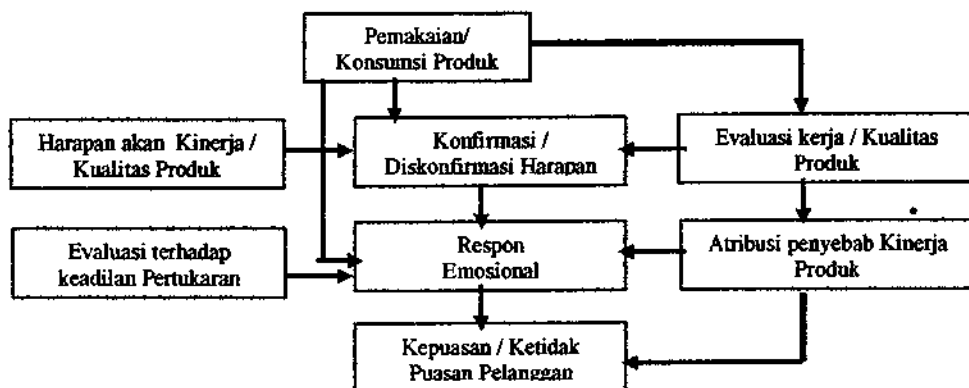 Pemakaian/
Konsumsi Produk
Harapan akan Kinerja /
Kualitas Produk
Konfirmasi /
Diskonfirmasi Harapan
Evaluasi kerja / Kualitas
Produk
Evaluasi terhadap
keadilan Pertukaran
Respon
Emosional
Atribusi penyebab Kinerja
Produk
Kepuasan / Ketidak
Puasan Pelanggan